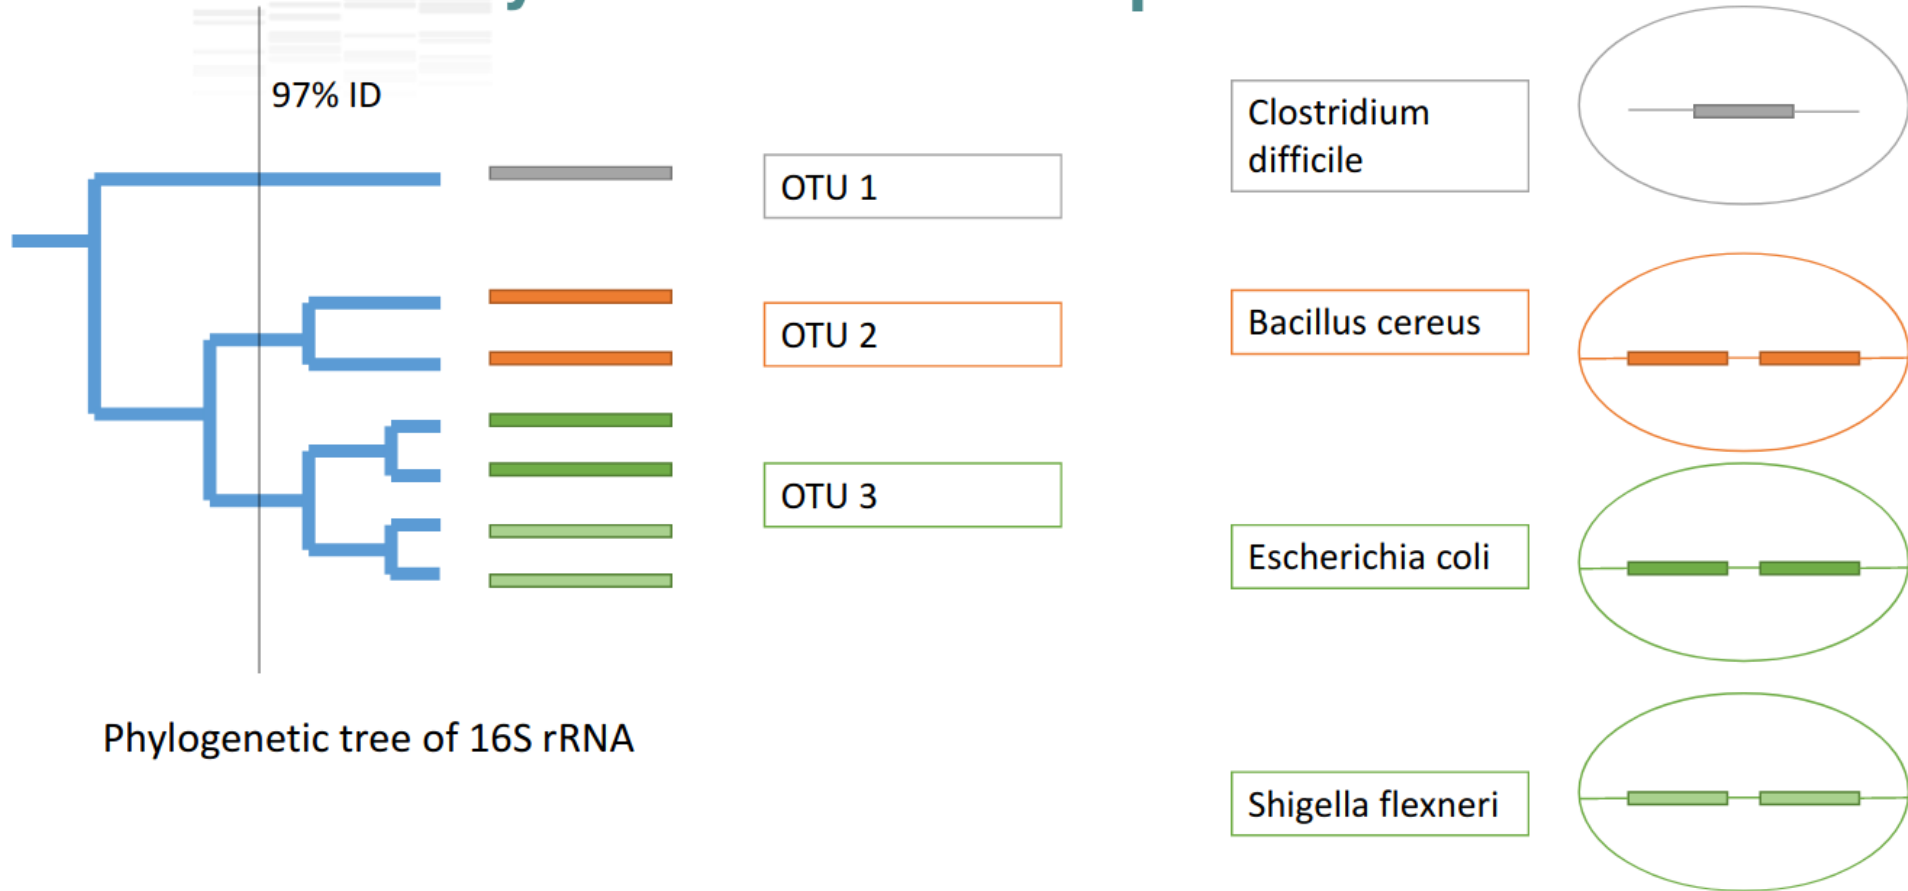 97% ID
OTU 1
OTU 2
OTU 3
Phylogenetic tree of 16S rRNA
Clostridium
difficile
Bacillus cereus
Escherichia coli
Shigella flexneri